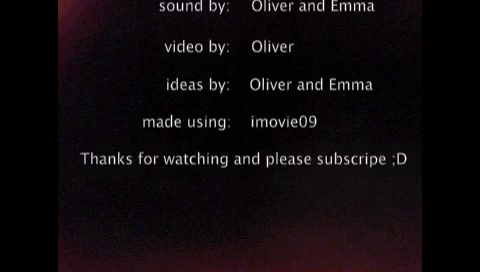 sound by: Oliver and Emma
video by: Oliver
ideas by: Oliver and Emma
made using: imovie09
Thanks for watching and please subscripe ;D